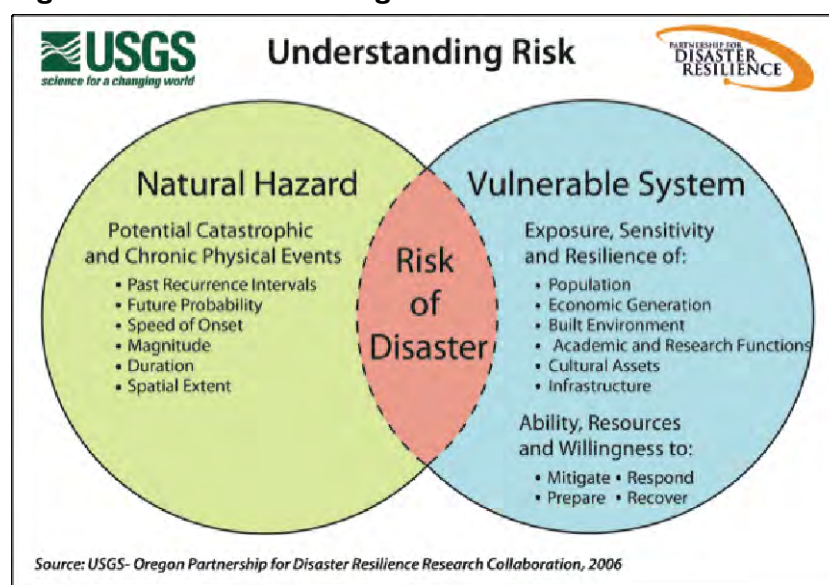 USGS
science for a changing world
Understanding Risk
PARTNERSHIP FOR
DISASTER
RESILIENCE
Natural Hazard
Potential Catastrophic
and Chronic Physical Events
• Past Recurrence Intervals
• Future Probability
• Speed of Onset
• Magnitude
• Duration
• Spatial Extent
Risk
of
Disaster
Vulnerable System
Exposure, Sensitivity
and Resilience of:
• Population
• Economic Generation
• Built Environment
• Academic and Research Functions
• Cultural Assets
• Infrastructure
Ability, Resources
and Willingness to:
• Mitigate • Respond
• Prepare • Recover
Source: USGS- Oregon Partnership for Disaster Resilience Research Collaboration, 2006